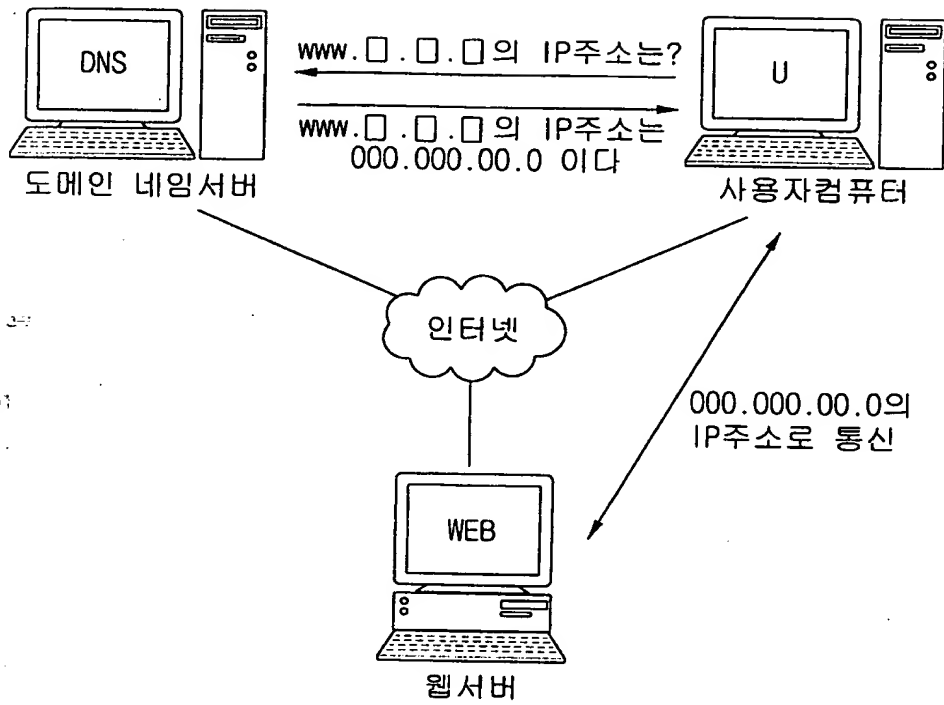 DNS
www.□.□.□의 IP주소는?
U
www.□.□.□의 IP주소는
000.000.00.0 이다
도메인 네임서버
사용자컴퓨터
인터넷
000.000.00.0의
IP주소로 통신
WEB
웹서버